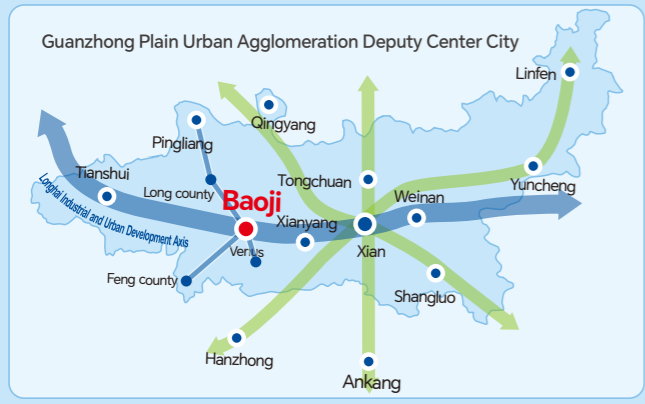 Guanzhong Plain Urban Agglomeration Deputy Center City
Linfen
Qingyang
Pingliang
Tianshui
Tongchuan
Yuncheng
Long county
Baoji
Weinan
Longhai Industrial and Urban Development Axis
Xianyang
Xian
Feng county
Shangluo
Hanzhong
Ankang